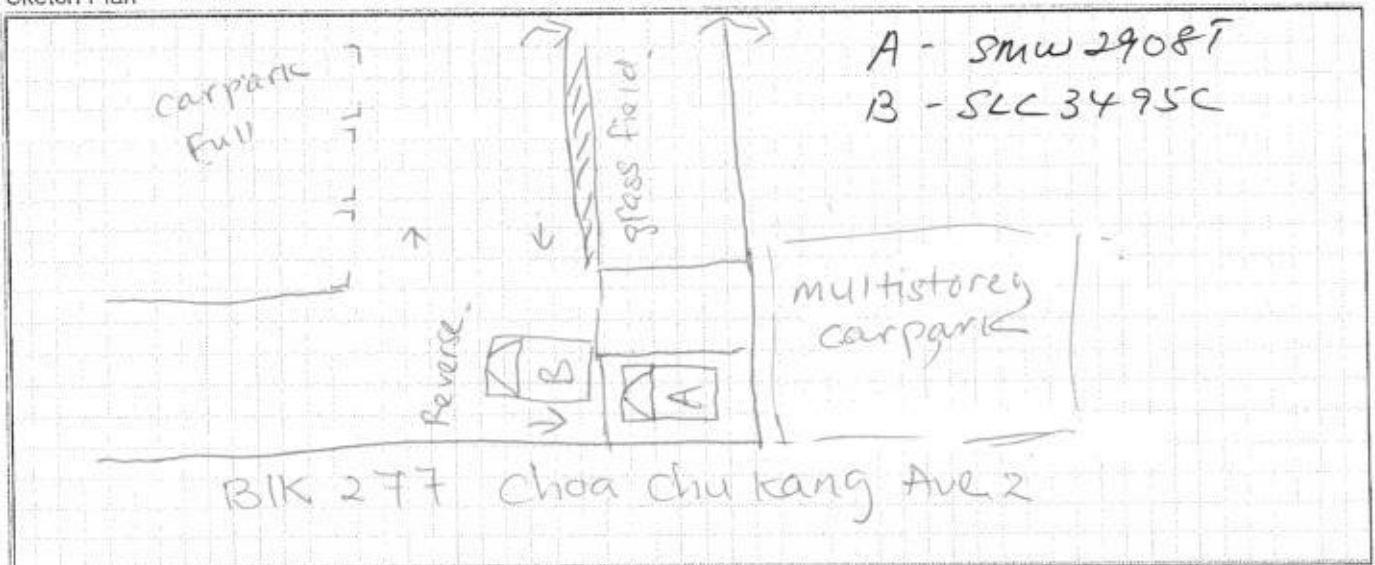 Sketch Plan
A - SMW 2908T
B - SLC 3495C
carpark
Full
grass field.
multistorey
carpark
Reverse.
B
A
BlK 277 Choa Chu Kang Ave 2